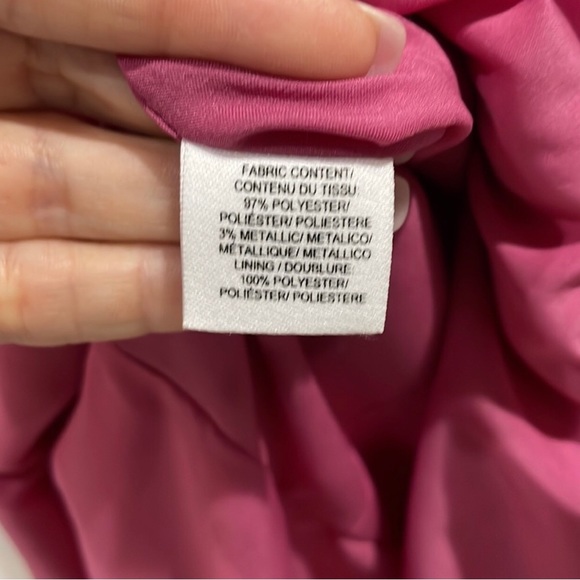 FABRIC CONTENT/
CONTENU DU TISSU:
97% POLYESTER/
POLIÉSTER/ POLIESTERE
3% METALLIC/ METALICO/
MÉTALLIQUE/ METALLICO
LINING / DOUBLURE:
100% POLYESTER/
POLIÉSTER/ POLIESTERE